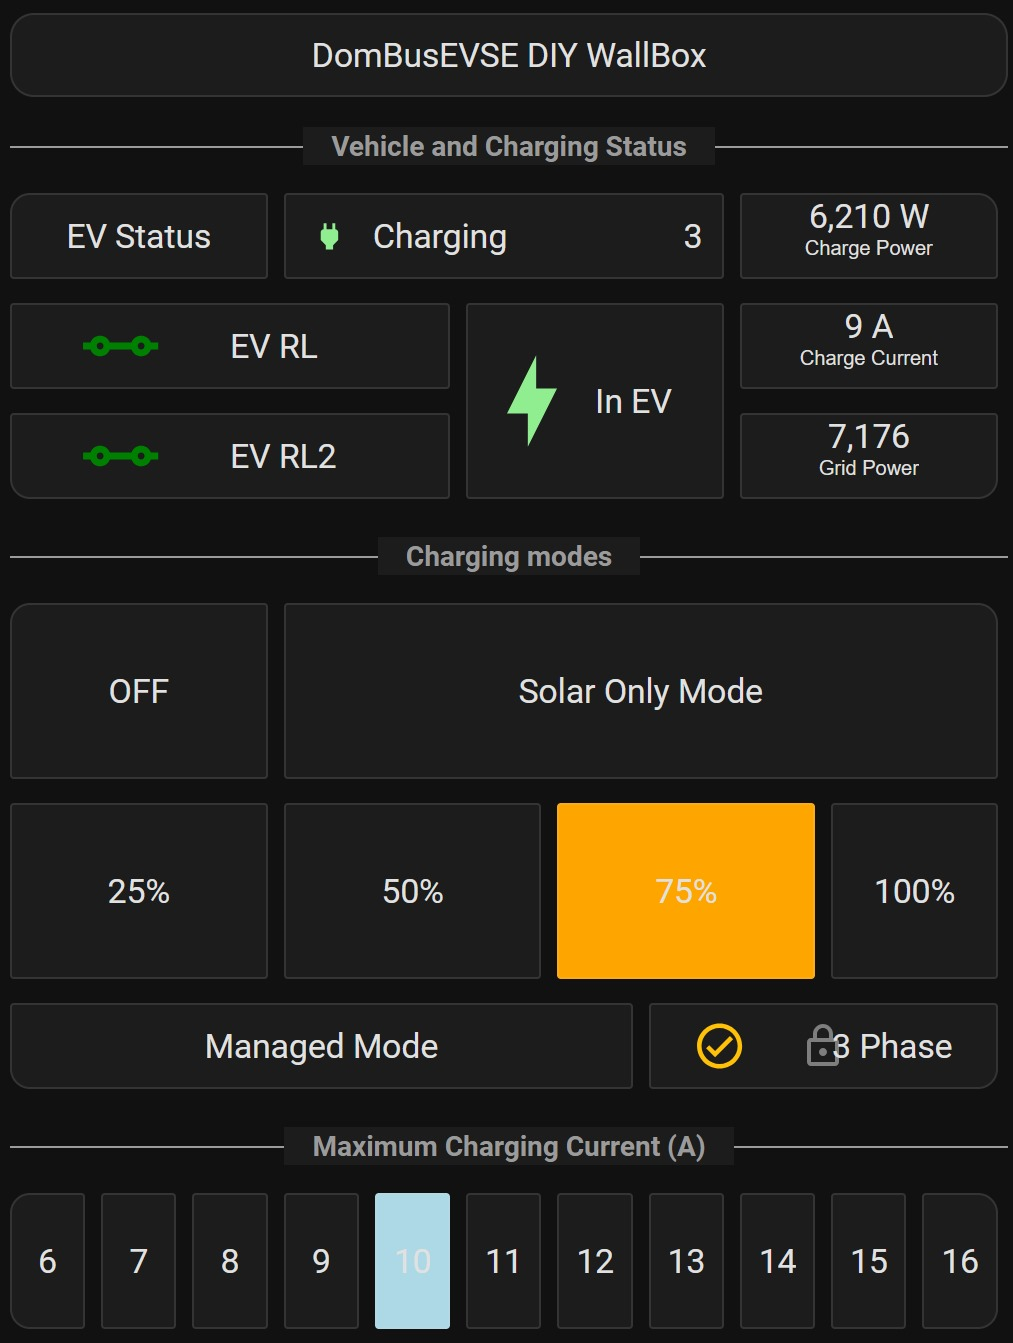 DomBusEVSE DIY WallBox
Vehicle and Charging Status
EV Status
Charging 3
6,210 W
Charge Power
EV RL
In EV
9 A
Charge Current
EV RL2
7,176
Grid Power
Charging modes
OFF
Solar Only Mode
25%
50%
75%
100%
Managed Mode
3 Phase
Maximum Charging Current (A)
6 7 8 9 10 11 12 13 14 15 16